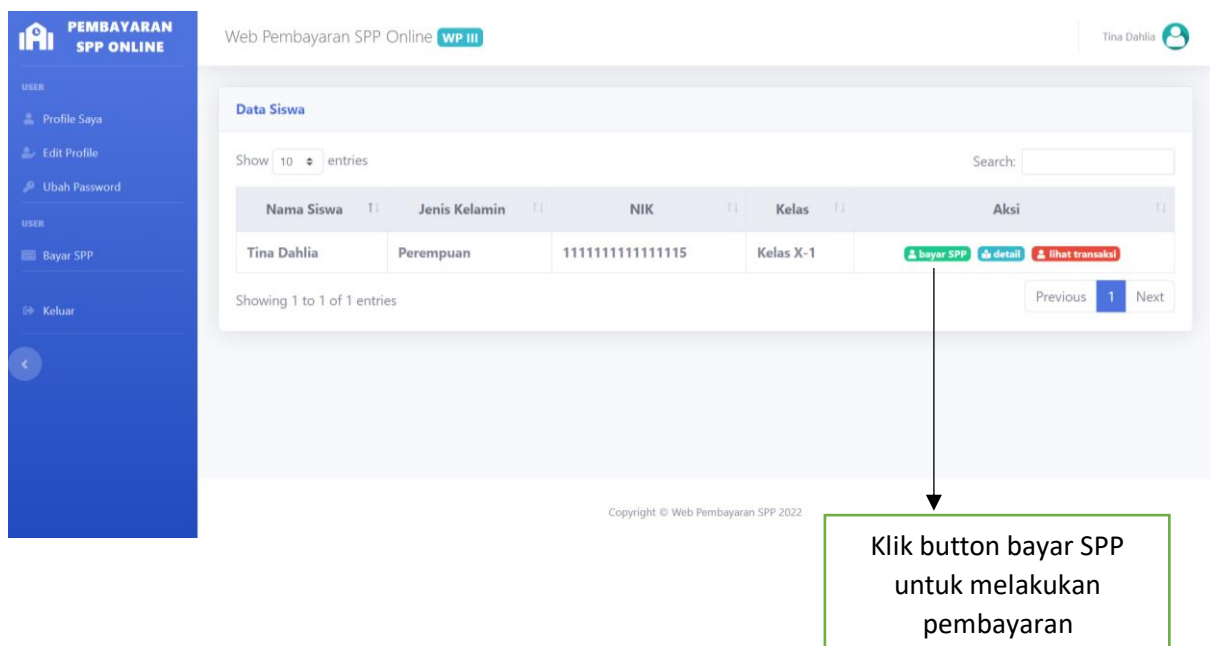 PEMBAYARAN
SPP ONLINE
Web Pembayaran SPP Online WP III
Tina Dahlia
USER
Profile Saya
Edit Profile
Ubah Password
USER
Bayar SPP
Keluar
Data Siswa
Show 10 entries
Search:
Nama Siswa Jenis Kelamin NIK Kelas Aksi
Tina Dahlia Perempuan 1111111111111115 Kelas X-1 bayar SPP detail lihat transaksi
Showing 1 to 1 of 1 entries
Previous 1 Next
Copyright © Web Pembayaran SPP 2022
Klik button bayar SPP
untuk melakukan
pembayaran